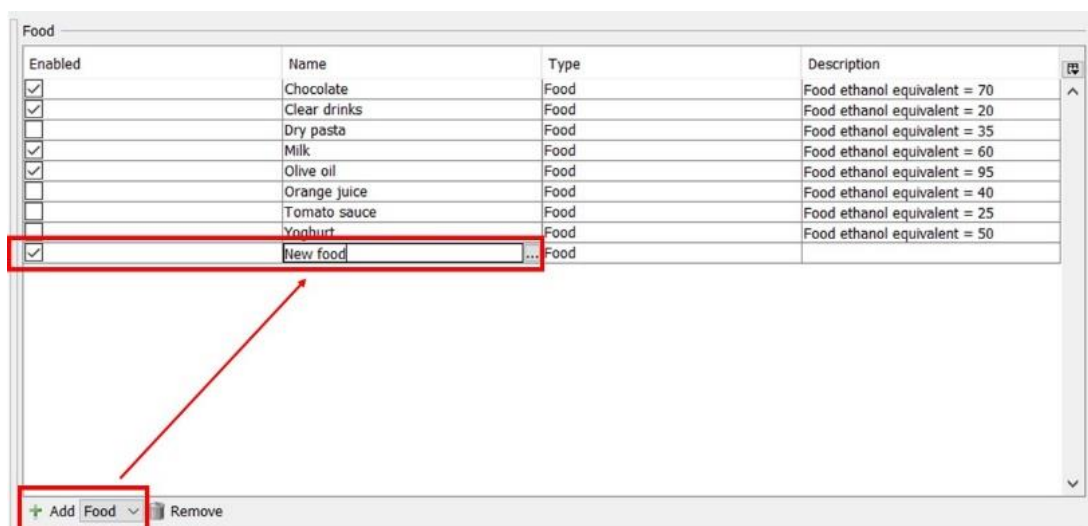 Food
Enabled Name Type Description
Chocolate Food Food ethanol equivalent = 70
Clear drinks Food Food ethanol equivalent = 20
Dry pasta Food Food ethanol equivalent = 35
Milk Food Food ethanol equivalent = 60
Olive oil Food Food ethanol equivalent = 95
Orange juice Food Food ethanol equivalent = 40
Tomato sauce Food Food ethanol equivalent = 25
Yoghurt Food Food ethanol equivalent = 50
New food ... Food
Add Food Remove